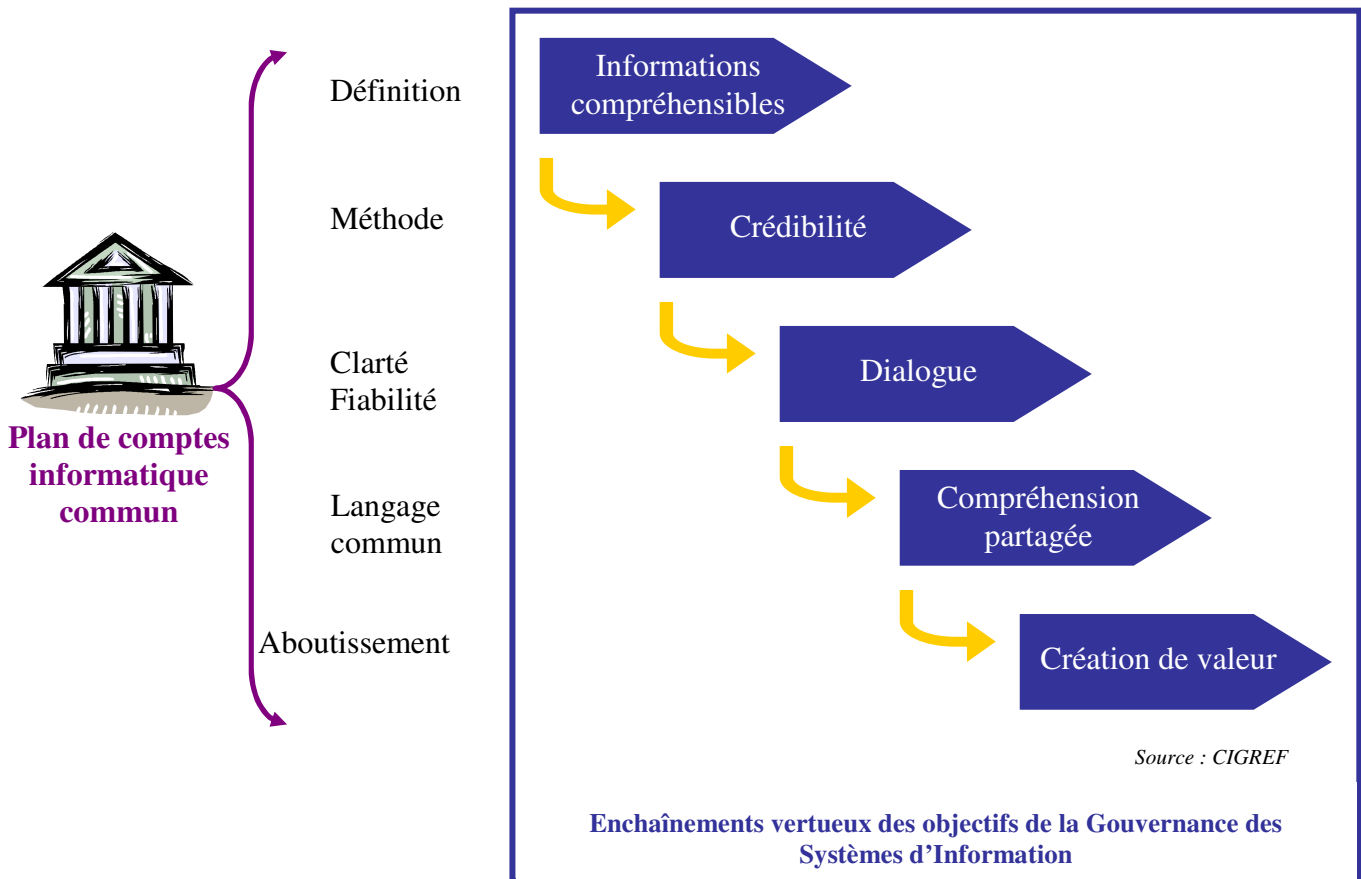 Définition
Méthode
Clarté
Fiabilité
Langage
commun
Aboutissement
Plan de comptes
informatique
commun
Informations
compréhensibles
Crédibilité
Dialogue
Compréhension
partagée
Création de valeur
Source : CIGREF
Enchaînements vertueux des objectifs de la Gouvernance des
Systèmes d’Information